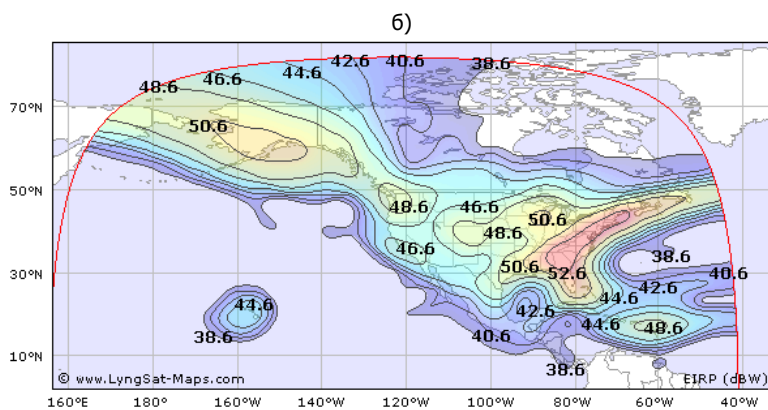 б)
42.6 40.6 38.6
48.6 46.6 44.6
70°N
50.6
50°N
48.6 46.6
50.6
48.6
46.6
38.6
30°N
50.6 52.6
40.6
42.6
44.6
44.6
42.6
44.6 48.6
38.6
40.6
10°N
38.6
© www.LyngSat-Maps.com
EIRP (dBW)
160°E 180°W 160°W 140°W 120°W 100°W 80°W 60°W 40°W